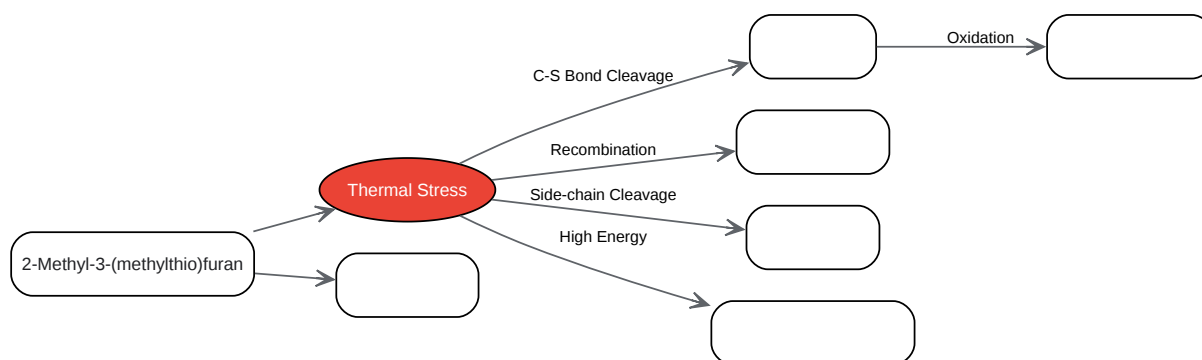 Oxidation
C-S Bond Cleavage
Recombination
Thermal Stress
Side-chain Cleavage
High Energy
2-Methyl-3-(methylthio)furan